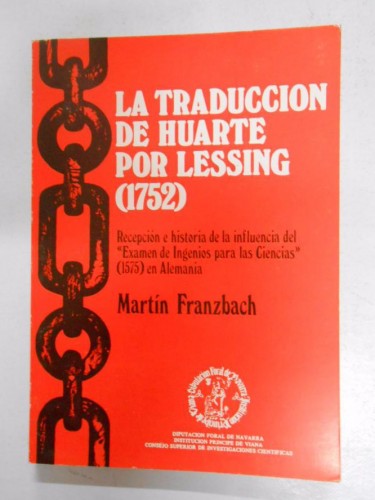 LA TRADUCCION
DE HUARTE
POR LESSING
(1752)
Recepción e historia de la influencia del
"Examen de Ingenios para las Ciencias"
(1575) en Alemania
Martín Franzbach
DIPUTACION FORAL DE NAVARRA
INSTITUCION PRINCIPE DE VIANA
CONSEJO SUPERIOR DE INVESTIGACIONES CIENTIFICAS